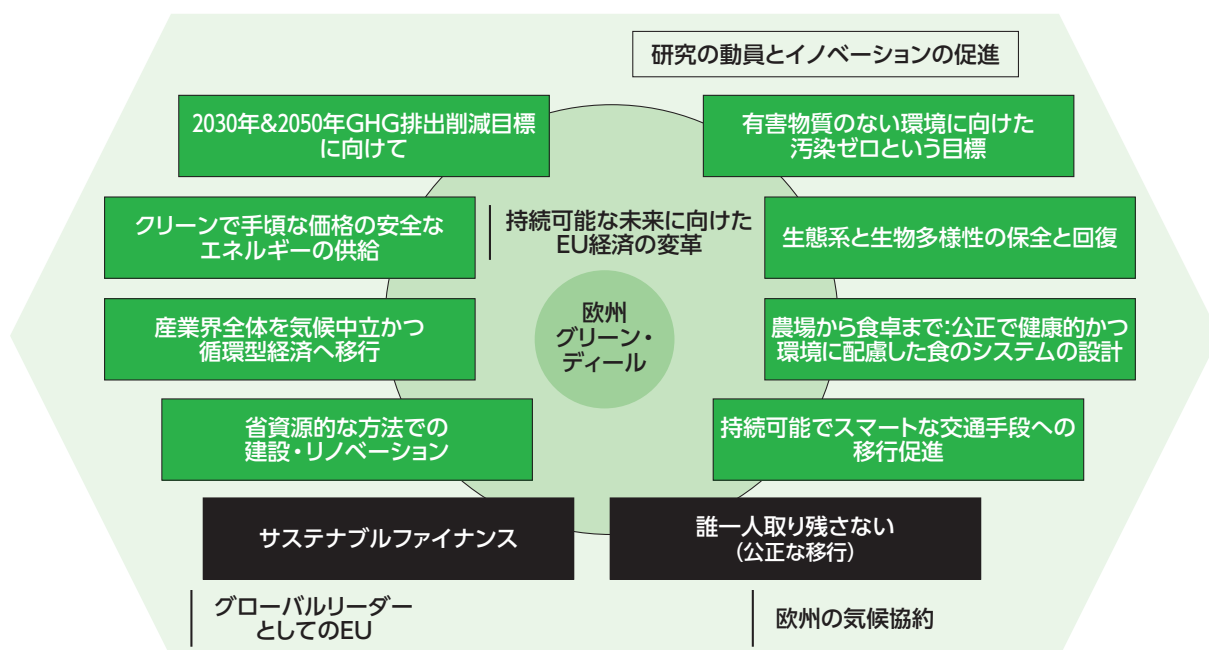 研究の動員とイノベーションの促進
2030年&2050年GHG排出削減目標
に向けて
有害物質のない環境に向けた
汚染ゼロという目標
クリーンで手頃な価格の安全な
エネルギーの供給
持続可能な未来に向けた
EU経済の変革
生態系と生物多様性の保全と回復
産業界全体を気候中立かつ
循環型経済へ移行
欧州
グリーン・
ディール
農場から食卓まで:公正で健康的かつ
環境に配慮した食のシステムの設計
省資源的な方法での
建設・リノベーション
持続可能でスマートな交通手段への
移行促進
サステナブルファイナンス
誰一人取り残さない
(公正な移行)
グローバルリーダー
としてのEU
欧州の気候協約